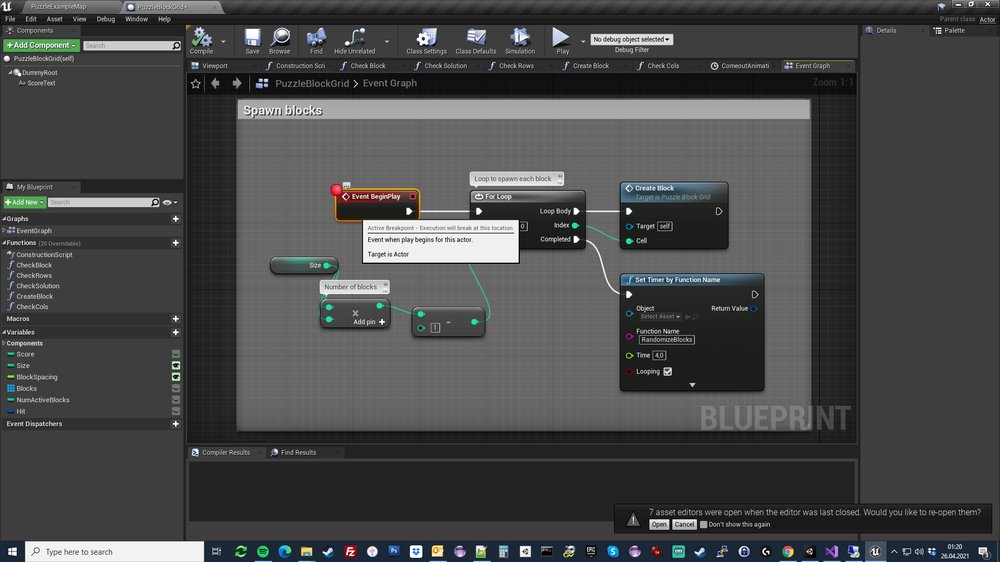 PuzzleExampleMap
PuzzleBlockGrid*
File Edit Asset View Debug Window Help
Parent class: Actor
Components
+Add Component
Search
PuzzleBlockGrid(self)
DummyRoot
Aa ScoreText
Compile
Save
Browse
Find
Hide Unrelated
Class Settings
Class Defaults
Simulation
Play
No debug object selected
Debug Filter
Details
Palette
Viewport
Construction Scri
Check Block
Check Solution
Check Rows
Create Block
Check Cols
ComeoutAnimati
Event Graph
PuzzleBlockGrid > Event Graph
Zoom 1:1
Spawn blocks
Loop to spawn each block
Event BeginPlay
For Loop
Loop Body
0
Index
Completed
Active Breakpoint - Execution will break at this location.
Event when play begins for this actor.
Target is Actor
Create Block
Target is Puzzle Block Grid
Target self
Cell
Size
Number of blocks
Add pin +
1
-
Set Timer by Function Name
Object
Select Asset
Return Value
Function Name
RandomizeBlocks
Time 4,0
Looping
BLUEPRINT
My Blueprint
+Add New
Search
Graphs
EventGraph
Functions (20 Overridable)
ConstructionScript
CheckBlock
CheckRows
CheckSolution
CreateBlock
CheckCols
Macros
Variables
Components
Score
Size
BlockSpacing
Blocks
NumActiveBlocks
Hit
Event Dispatchers
Compiler Results
Find Results
7 asset editors were open when the editor was last closed. Would you like to re-open them?
Open Cancel Don't show this again
Type here to search
01:20
26.04.2021
3